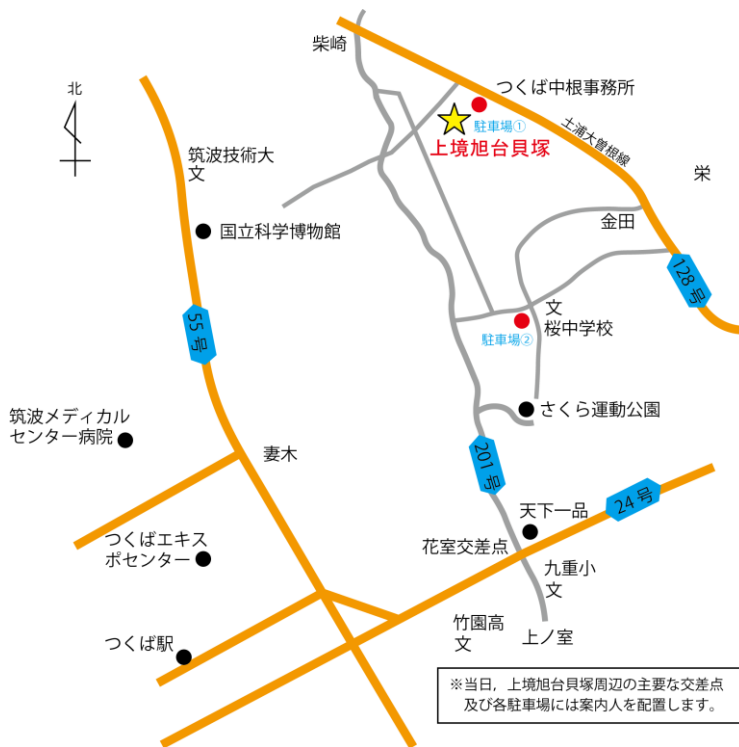 柴崎
北
つくば中根事務所
駐車場①
上境旭台貝塚
土浦大曽根線
筑波技術大
文
栄
金田
国立科学博物館
128号
文
桜中学校
駐車場②
55号
さくら運動公園
筑波メディカル
センター病院
妻木
201号
24号
天下一品
つくばエキス
ポセンター
花室交差点
九重小
文
竹園高
文
上ノ室
つくば駅
※当日，上境旭台貝塚周辺の主要な交差点
及び各駐車場には案内人を配置します。